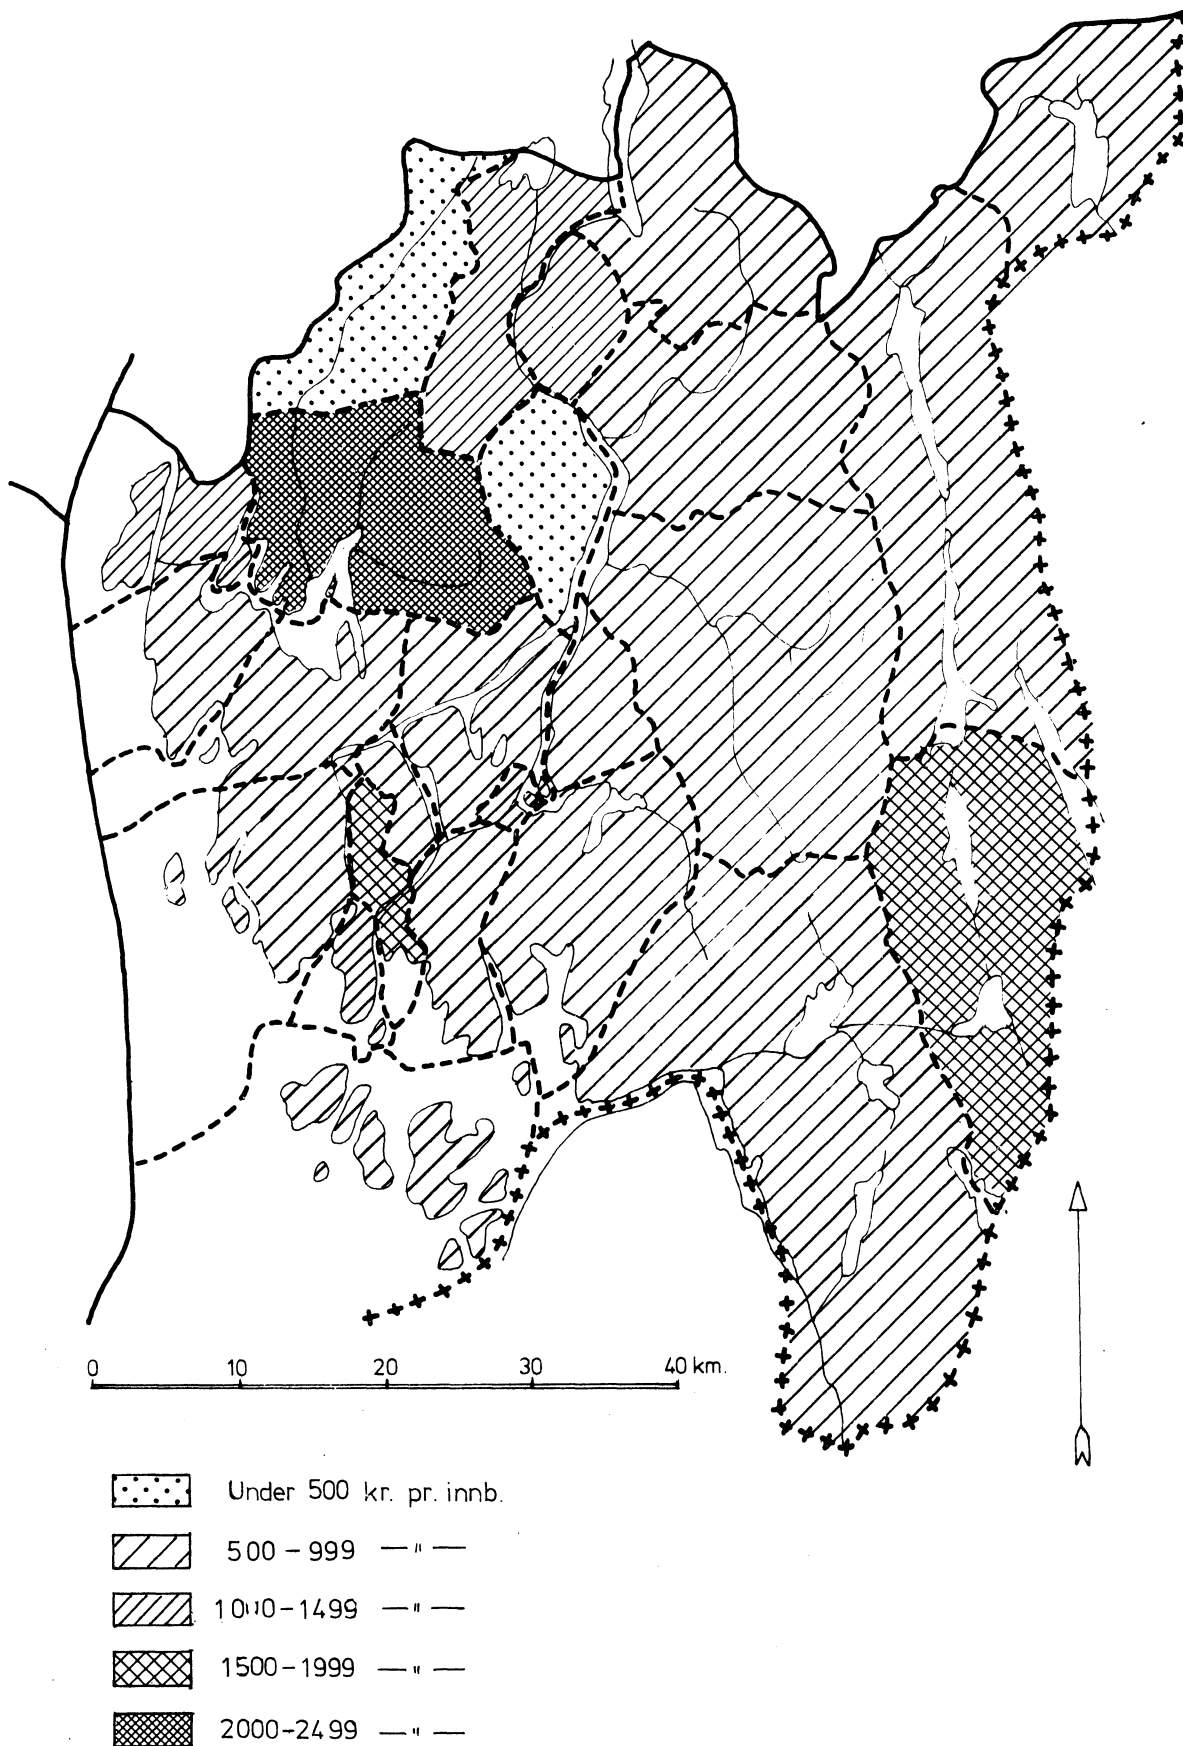 0 10 20 30 40 km.
Under 500 kr. pr. innb.
500-999 — " —
1000-1499 — " —
1500-1999 — " —
2000-2499 — " —